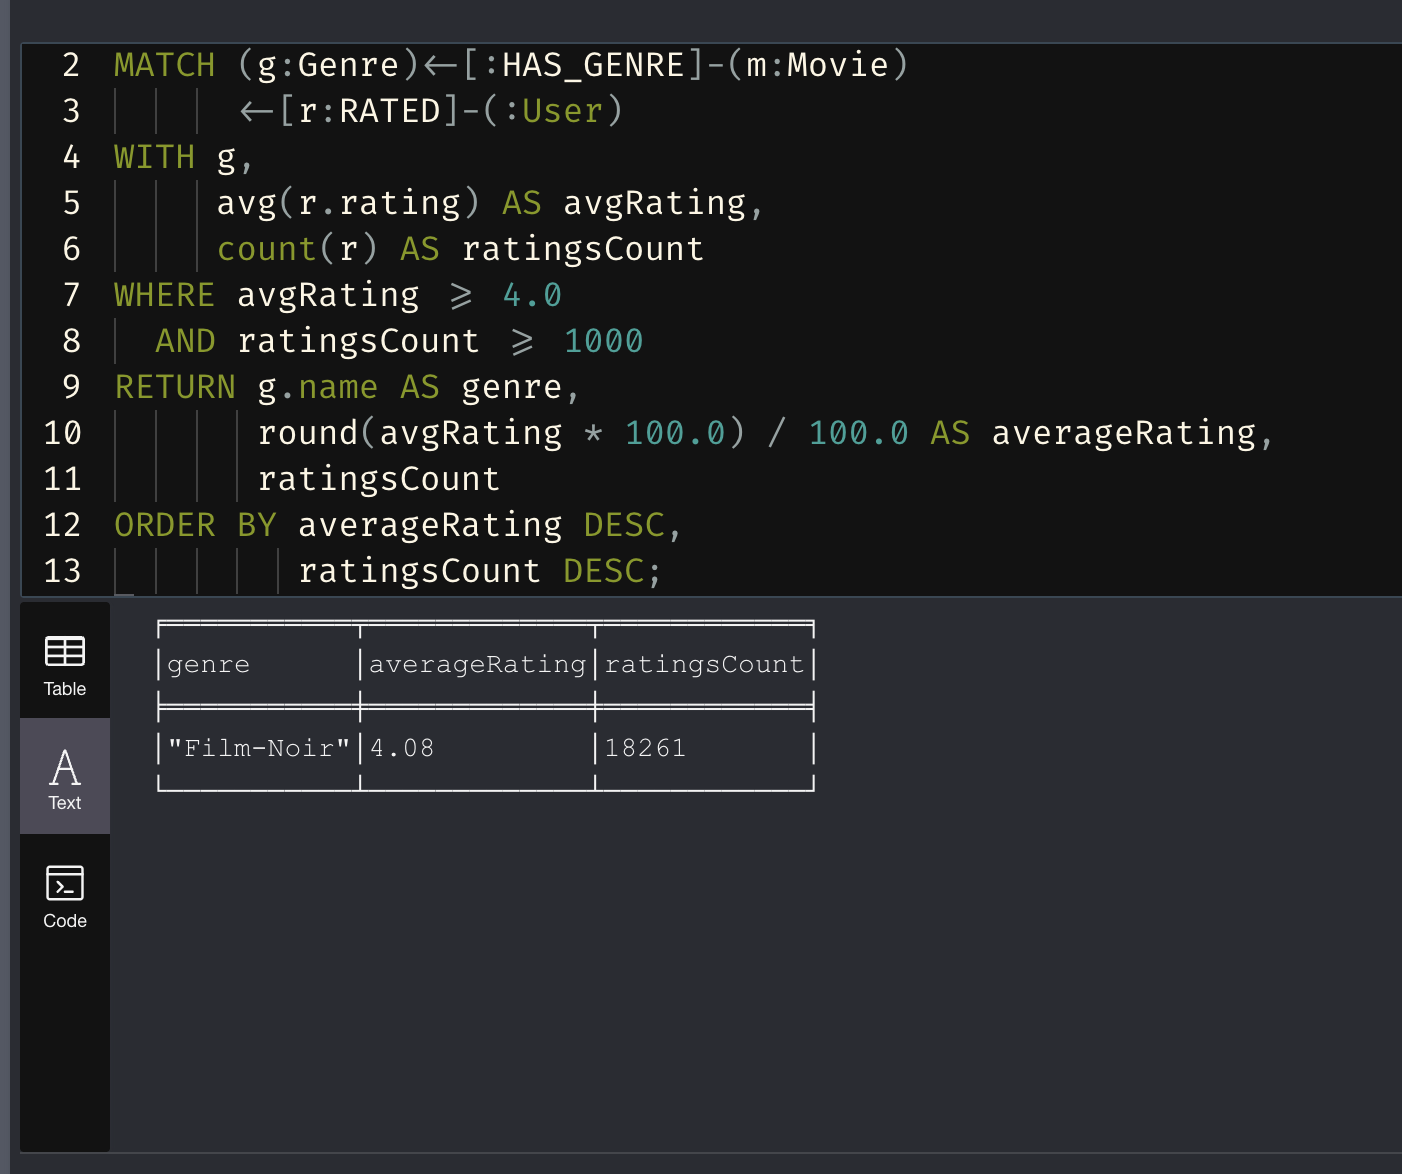 2 MATCH (g:Genre)<-[:HAS_GENRE]-(m:Movie)
3 <-[r:RATED]-(:User)
4 WITH g,
5 avg(r.rating) AS avgRating,
6 count(r) AS ratingsCount
7 WHERE avgRating >= 4.0
8 AND ratingsCount >= 1000
9 RETURN g.name AS genre,
10 round(avgRating * 100.0) / 100.0 AS averageRating,
11 ratingsCount
12 ORDER BY averageRating DESC,
13 ratingsCount DESC;
Table
Text
Code
genre averageRating ratingsCount
"Film-Noir" 4.08 18261